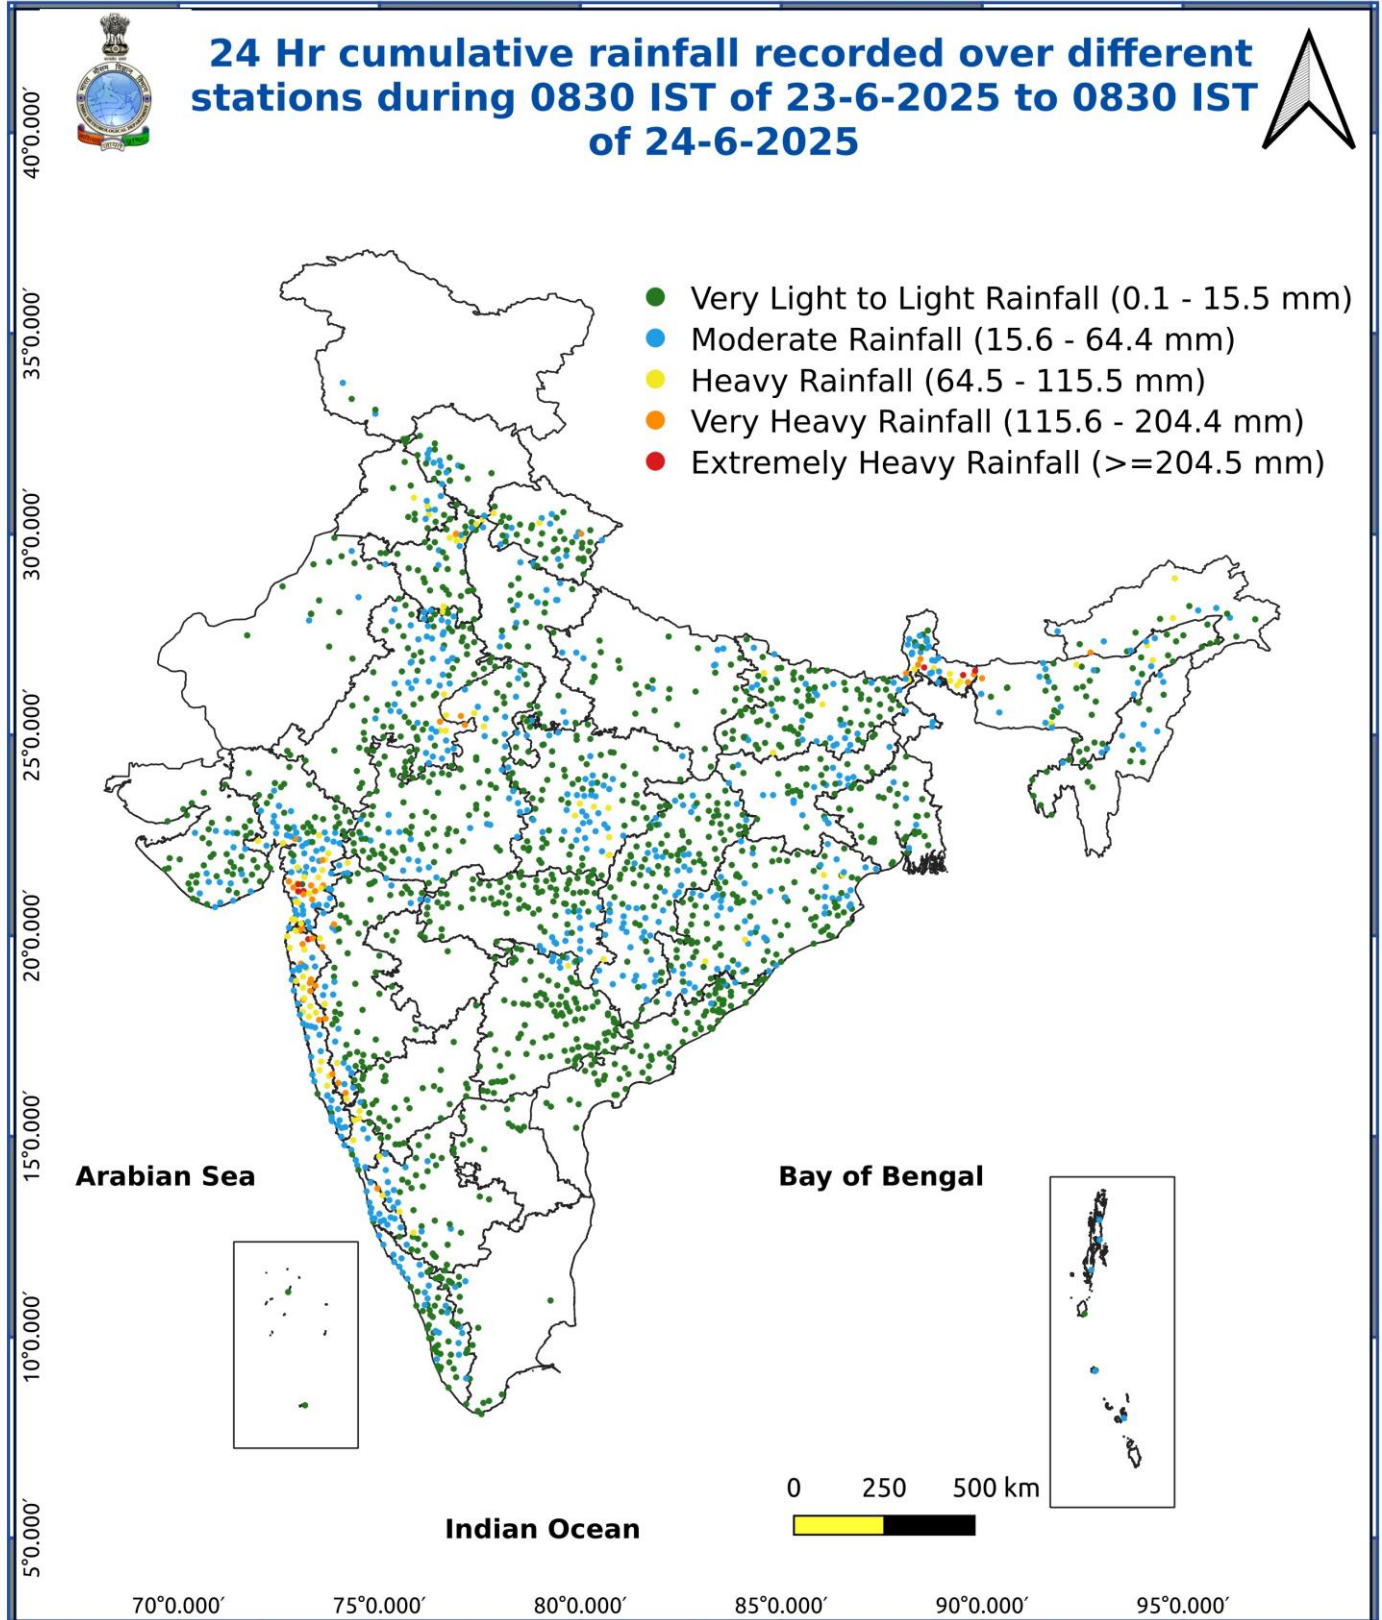 24 Hr cumulative rainfall recorded over different
stations during 0830 IST of 23-6-2025 to 0830 IST
of 24-6-2025
Very Light to Light Rainfall (0.1 - 15.5 mm)
Moderate Rainfall (15.6 - 64.4 mm)
Heavy Rainfall (64.5 - 115.5 mm)
Very Heavy Rainfall (115.6 - 204.4 mm)
Extremely Heavy Rainfall (>=204.5 mm)
40°0.000′
35°0.000′
30°0.000′
25°0.000′
20°0.000′
15°0.000′
10°0.000′
5°0.000′
Arabian Sea
Bay of Bengal
Indian Ocean
0 250 500 km
70°0.000′ 75°0.000′ 80°0.000′ 85°0.000′ 90°0.000′ 95°0.000′